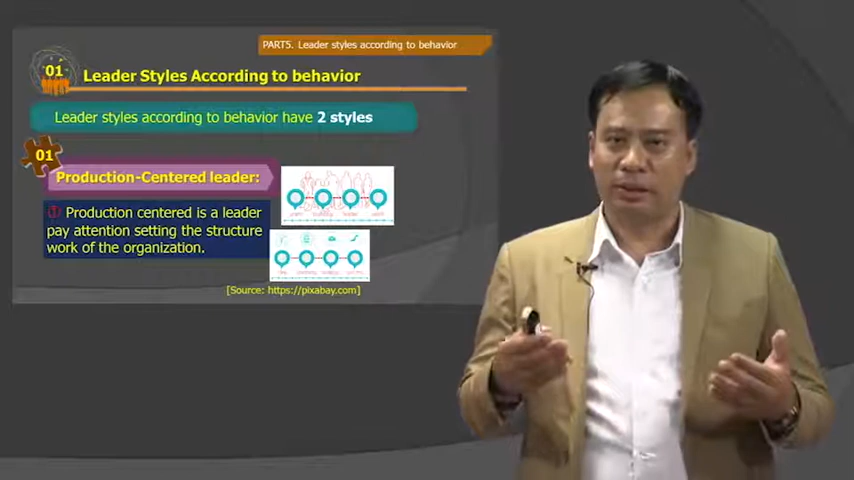 PART5. Leader styles according to behavior
01
Leader Styles According to behavior
Leader styles according to behavior have 2 styles
01
Production-Centered leader:
① Production centered is a leader
pay attention setting the structure
work of the organization.
[Source: https://pixabay.com]